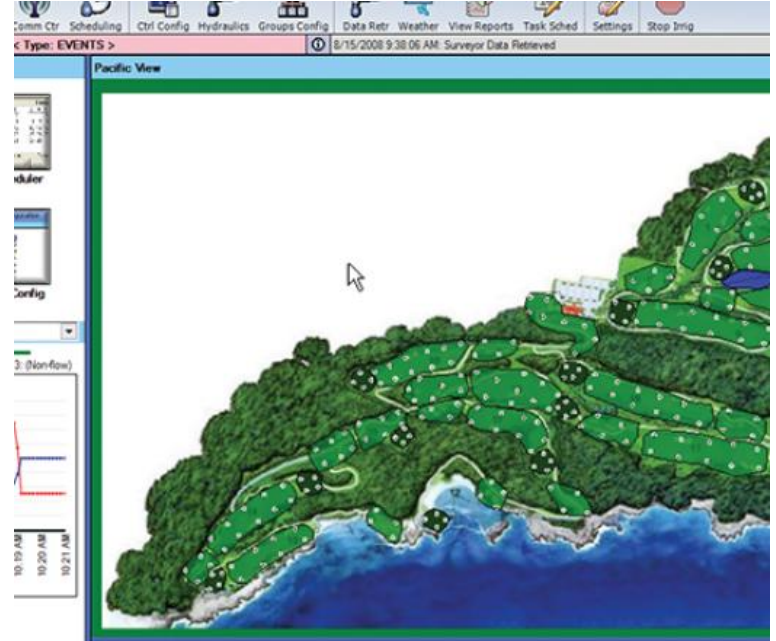 Comm Ctr Scheduling Ctrl Config Hydraulics Groups Config Data Retr Weather View Reports Task Sched Settings Stop Irrig
< Type: EVENTS > 8/15/2008 9:38:06 AM: Surveyor Data Retrieved
Pacific View
eduler
Config
3: (Non-flow)
10:19 AM
10:20 AM
10:21 AM
12